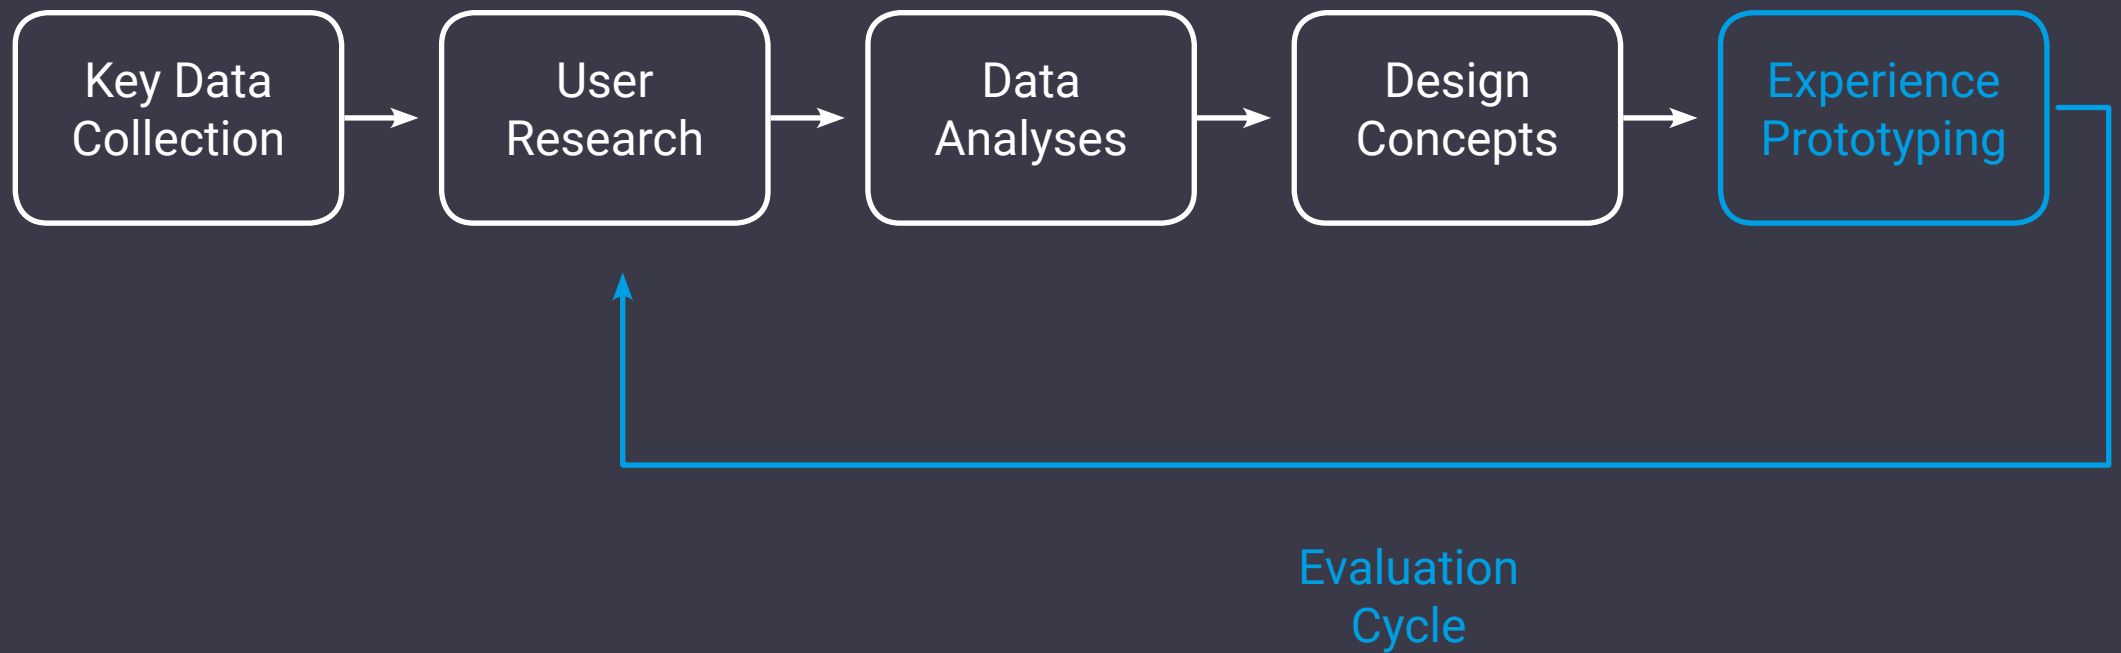 Key Data
Collection
User
Research
Data
Analyses
Design
Concepts
Experience
Prototyping
Evaluation
Cycle